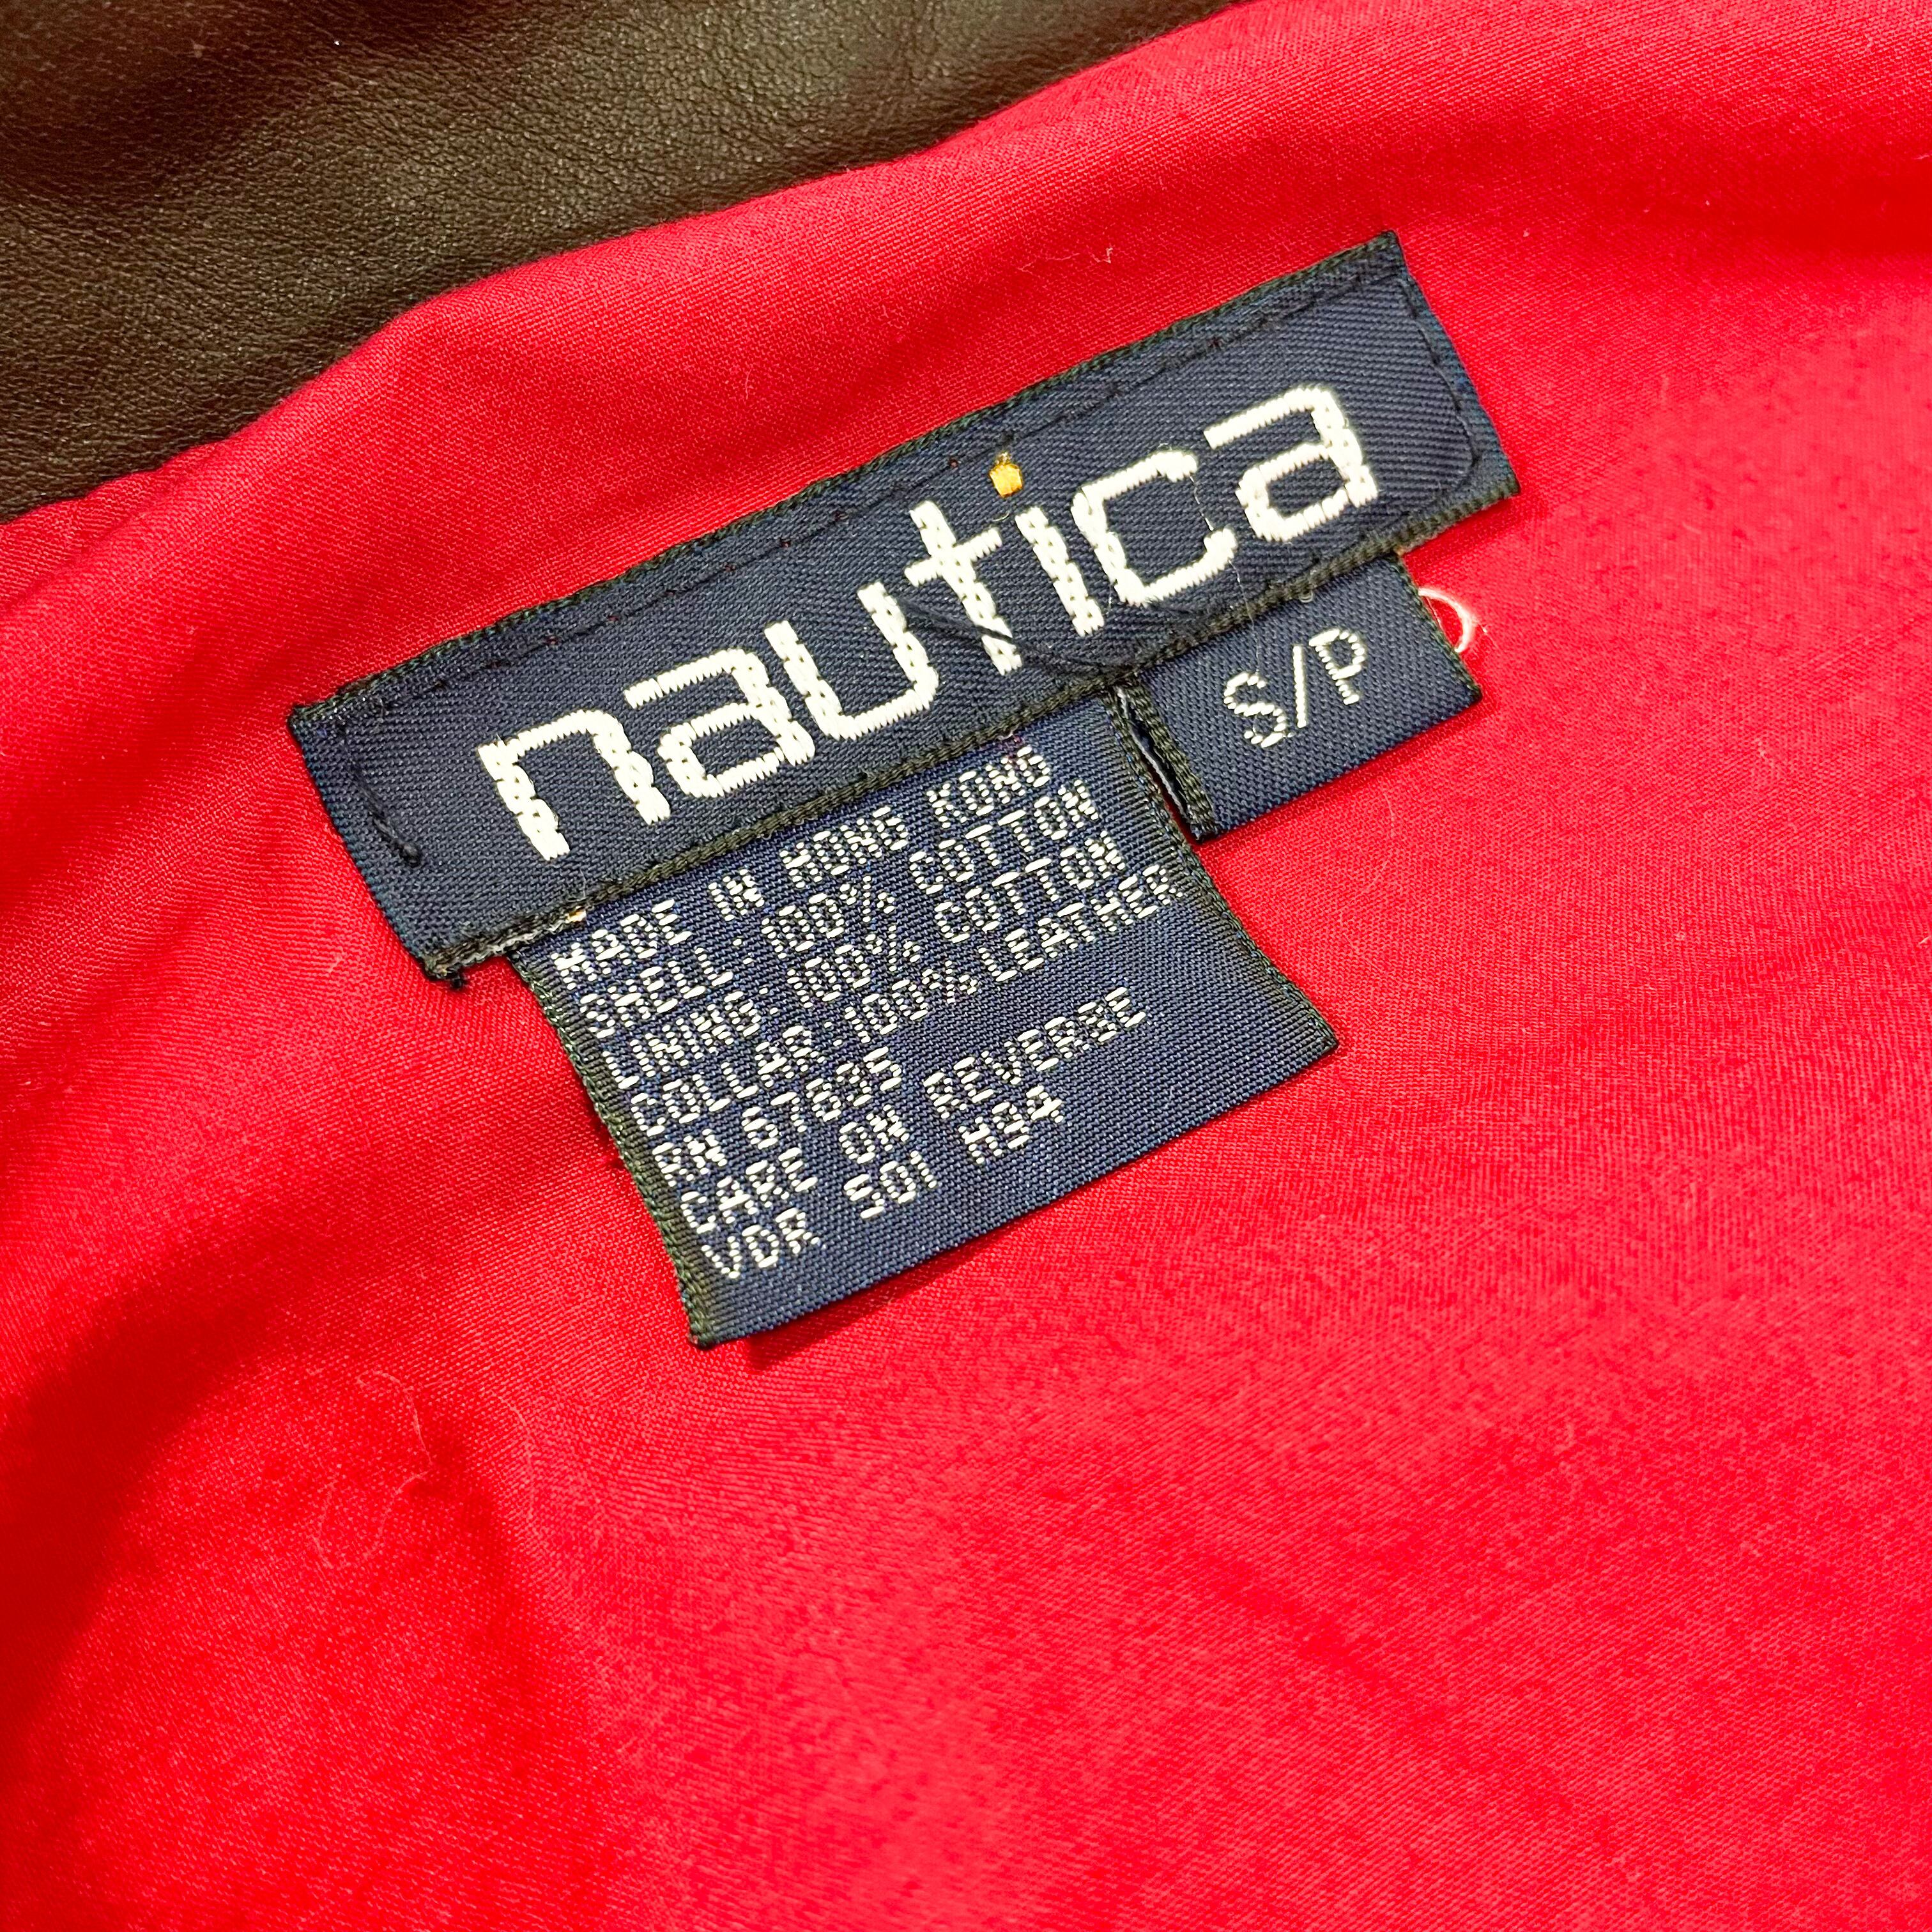 nautica
S/P
MADE IN HONG KONG
SHELL: 100% COTTON
LINING: 100% COTTON
COLLAR: 100% LEATHER
RN 67835
CARE ON REVERSE
VDR 501 H94